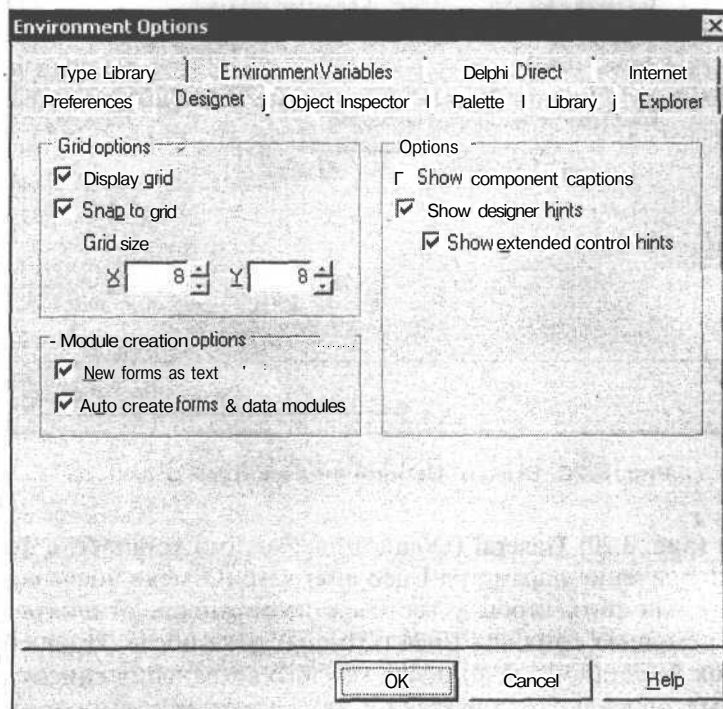 Environment Options
Type Library EnvironmentVariables Delphi Direct Internet
Preferences Designer Object Inspector Palette Library Explorer
Grid options
Display grid
Snap to grid
Grid size
X 8 Y 8
Module creation options
New forms as text
Auto create forms & data modules
Options
Show component captions
Show designer hints
Show extended control hints
OK Cancel Help